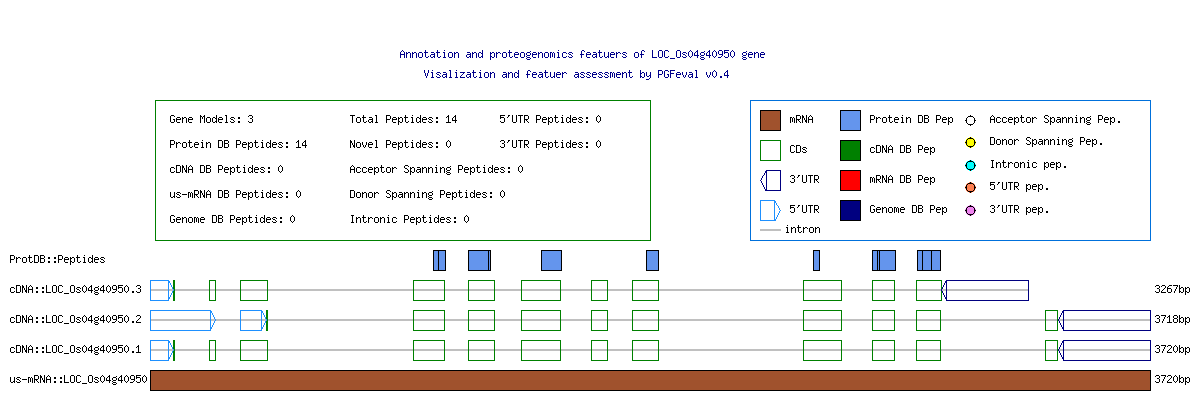 Annotation and proteogenomics featuers of LOC_Os04g40950 gene
Visalization and featuer assessment by PGFeval v0.4
Gene Models: 3
Total Peptides: 14
5'UTR Peptides: 0
Protein DB Peptides: 14
Novel Peptides: 0
3'UTR Peptides: 0
cDNA DB Peptides: 0
Acceptor Spanning Peptides: 0
us-mRNA DB Peptides: 0
Donor Spanning Peptides: 0
Genome DB Peptides: 0
Intronic Peptides: 0
mRNA
Protein DB Pep
Acceptor Spanning Pep.
CDs
cDNA DB Pep
Donor Spanning Pep.
3'UTR
mRNA DB Pep
Intronic pep.
5'UTR
Genome DB Pep
5'UTR pep.
3'UTR pep.
intron
ProtDB::Peptides
cDNA::LOC_Os04g40950.3
3267bp
cDNA::LOC_Os04g40950.2
3718bp
cDNA::LOC_Os04g40950.1
3720bp
us-mRNA::LOC_Os04g40950
3720bp